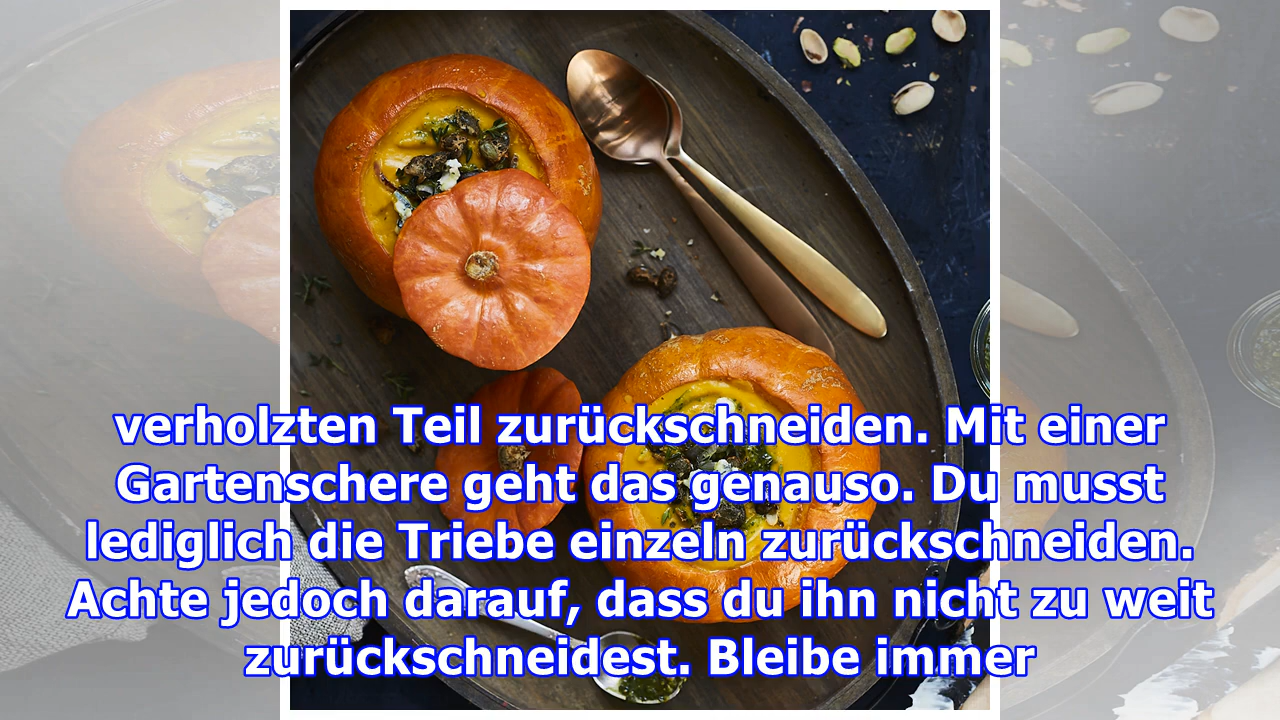 verholzten Teil zurückschneiden. Mit einer
Gartenschere geht das genauso. Du musst
lediglich die Triebe einzeln zurückschneiden.
Achte jedoch darauf, dass du ihn nicht zu weit
zurückschneidest. Bleibe immer